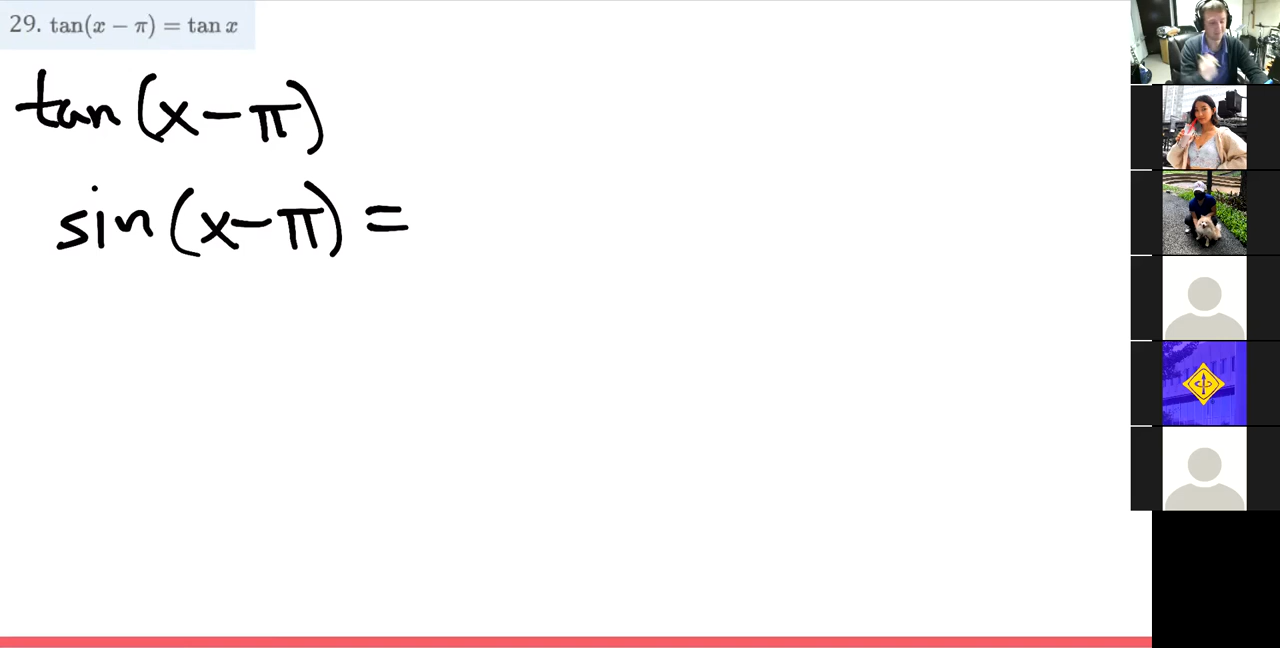 29. tan(x − π) = tan x
tan(x−π)
sin(x−π) =